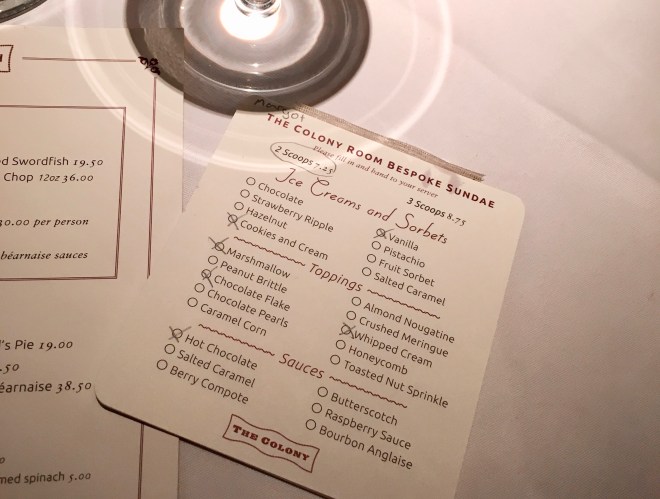 ed Swordfish 19.50
Chop 12oz 36.00
30.00 per person
béarnaise sauces
's Pie 19.00
.50
éarnaise 38.50
med spinach 5.00
Margot
THE COLONY ROOM BESPOKE SUNDAE
Please fill in and hand to your server
2 Scoops 7.25
3 Scoops 8.75
Ice Creams and Sorbets
Chocolate
Strawberry Ripple
Hazelnut
Cookies and Cream
Vanilla
Pistachio
Fruit Sorbet
Salted Caramel
Toppings
Marshmallow
Peanut Brittle
Chocolate Flake
Chocolate Pearls
Caramel Corn
Almond Nougatine
Crushed Meringue
Whipped Cream
Honeycomb
Toasted Nut Sprinkle
Sauces
Hot Chocolate
Salted Caramel
Berry Compote
Butterscotch
Raspberry Sauce
Bourbon Anglaise
THE COLONY